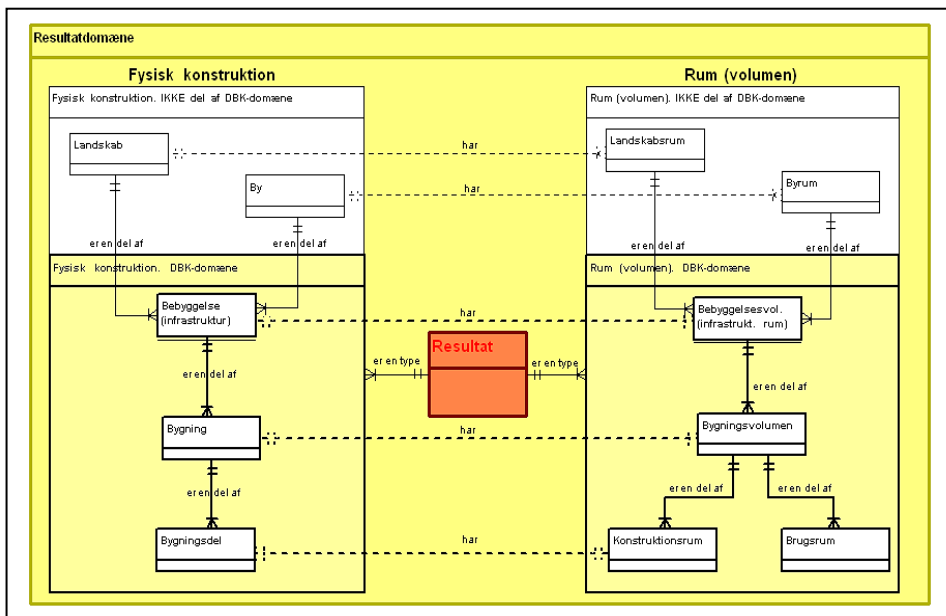 Resultatdomæne
Fysisk konstruktion
Rum (volumen)
Fysisk konstruktion. IKKE del af DBK-domæne
Rum (volumen). IKKE del af DBK-domæne
Landskab
har
Landskabsrum
By
har
Byrum
er en del af
er en del af
er en del af
er en del af
Fysisk konstruktion. DBK-domæne
Rum (volumen). DBK-domæne
Bebyggelse
(infrastruktur)
har
Bebyggelsesvol.
(infrastrukt. rum)
er en type
Resultat
er en type
er en del af
er en del af
Bygning
har
Bygningsvolumen
er en del af
er en del af
er en del af
Bygningsdel
har
Konstruktionsrum
Brugsrum